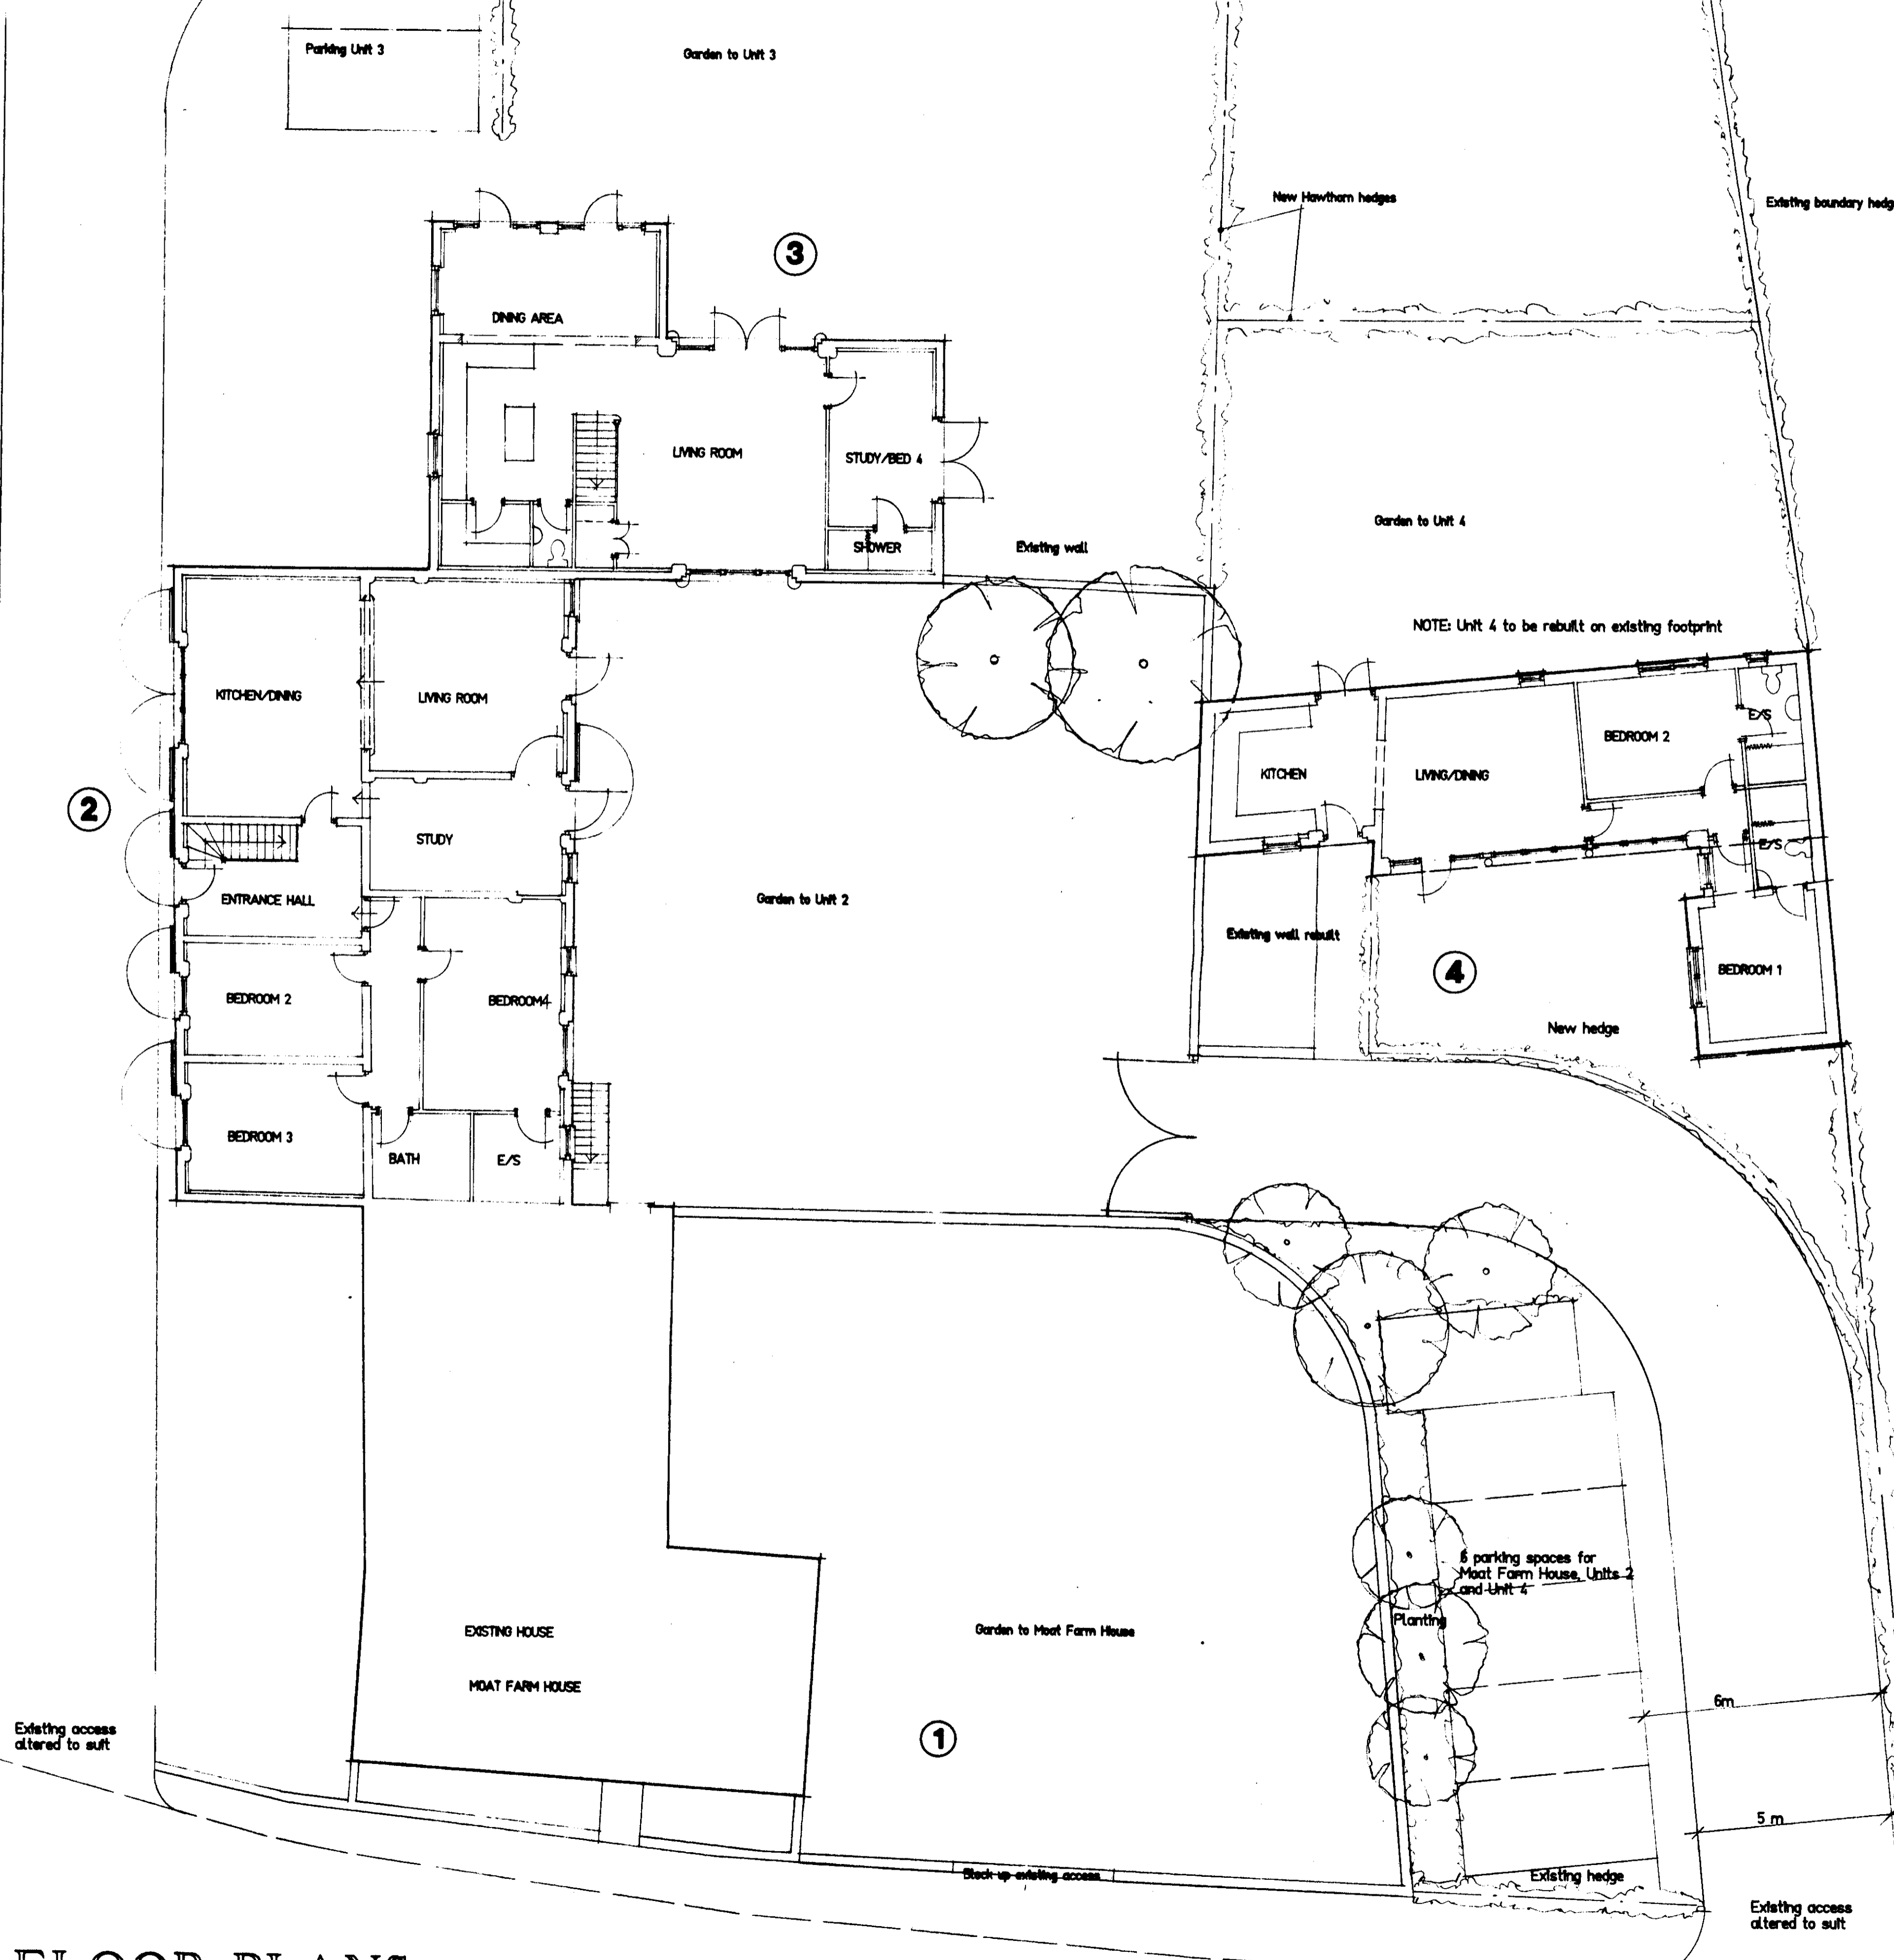 Parking Unit 3
Garden to Unit 3
New Hawthorn hedges
Existing boundary hedg
3
DINING AREA
LIVING ROOM
STUDY/BED 4
SHOWER
Existing wall
Garden to Unit 4
NOTE: Unit 4 to be rebuilt on existing footprint
KITCHEN/DINING
LIVING ROOM
2
STUDY
ENTRANCE HALL
BEDROOM 2
BEDROOM4
BEDROOM 3
BATH
E/S
Garden to Unit 2
KITCHEN
LIVING/DINING
BEDROOM 2
E/S
E/S
Existing wall rebuilt
4
BEDROOM 1
New hedge
EXISTING HOUSE
MOAT FARM HOUSE
Garden to Moat Farm House
1
6 parking spaces for
Moat Farm House, Units 2
and Unit 4
Planting
6m
5 m
Existing access
altered to suit
Block up existing access
Existing hedge
Existing access
altered to suit
FLOOR PLANS